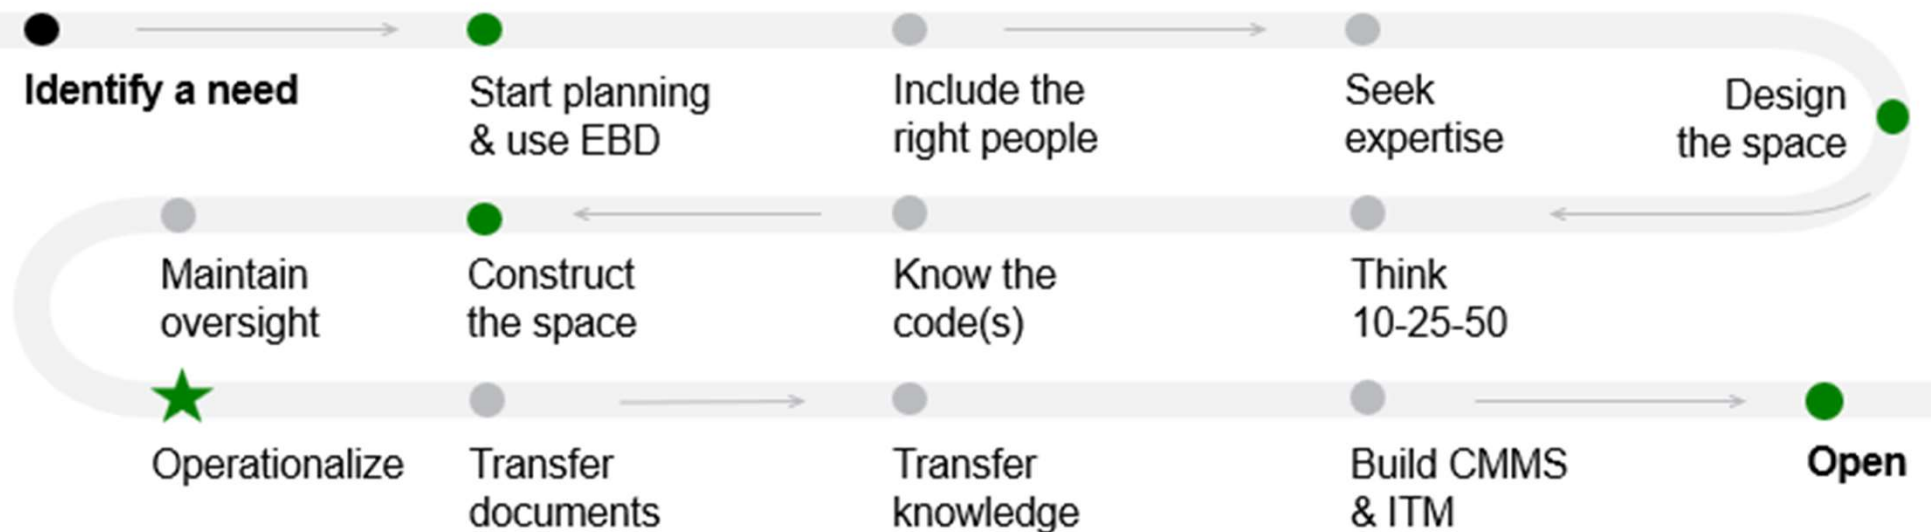 Identify a need
Start planning
& use EBD
Include the
right people
Seek
expertise
Design
the space
Think
10-25-50
Know the
code(s)
Construct
the space
Maintain
oversight
Operationalize
Transfer
documents
Transfer
knowledge
Build CMMS
& ITM
Open